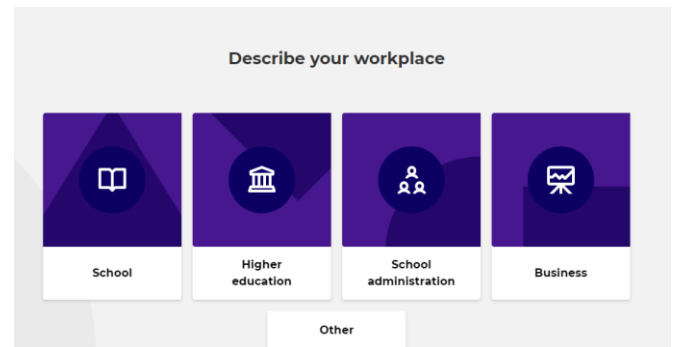 Describe your workplace
School
Higher
education
School
administration
Business
Other